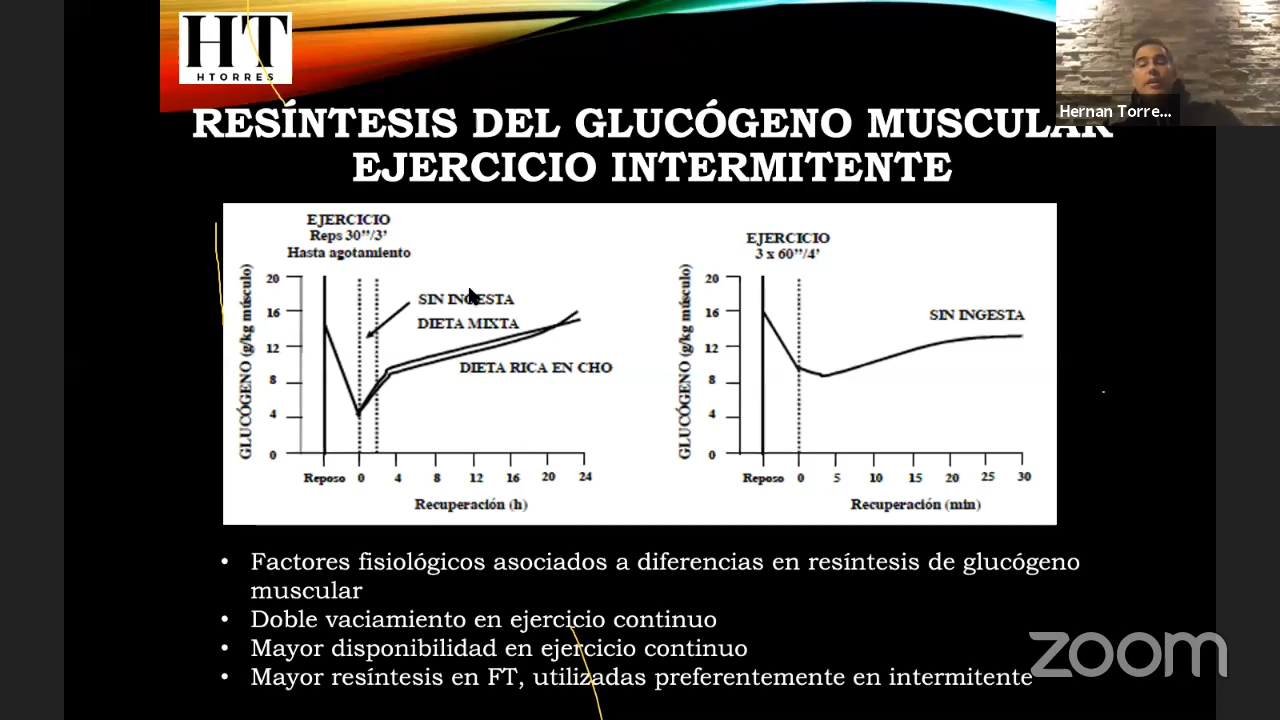 HT
HTORRES
Hernan Torre...
RESÍNTESIS DEL GLUCÓGENO MUSCULAR
EJERCICIO INTERMITENTE
EJERCICIO
Reps 30”/3’
Hasta agotamiento
GLUCÓGENO (g/kg músculo)
20
16
12
8
4
0
SIN INGESTA
DIETA MIXTA
DIETA RICA EN CHO
Reposo 0 4 8 12 16 20 24
Recuperación (h)
EJERCICIO
3 x 60”/4’
GLUCÓGENO (g/kg músculo)
20
16
12
8
4
0
SIN INGESTA
Reposo 0 5 10 15 20 25 30
Recuperación (min)
• Factores fisiológicos asociados a diferencias en resíntesis de glucógeno
muscular
• Doble vaciamiento en ejercicio continuo
• Mayor disponibilidad en ejercicio continuo
• Mayor resíntesis en FT, utilizadas preferentemente en intermitente
zoom